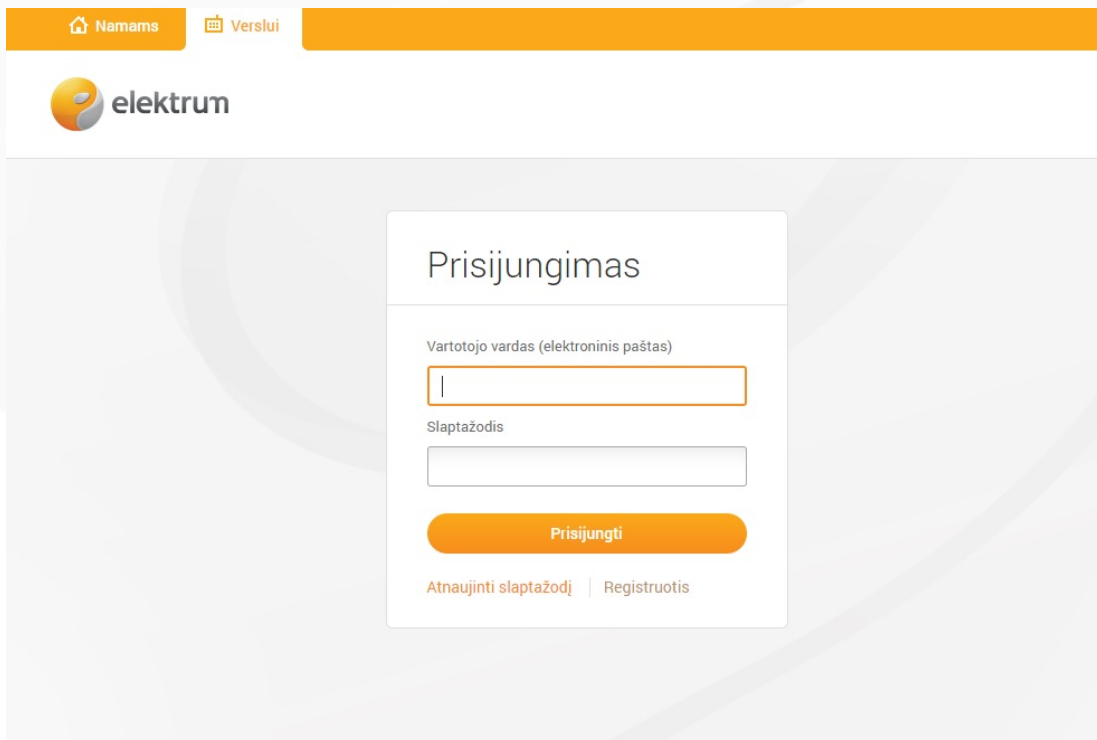 Namams Verslui
elektrum
Prisijungimas
Vartotojo vardas (elektroninis paštas)
Slaptažodis
Prisijungti
Atnaujinti slaptažodį Registruotis